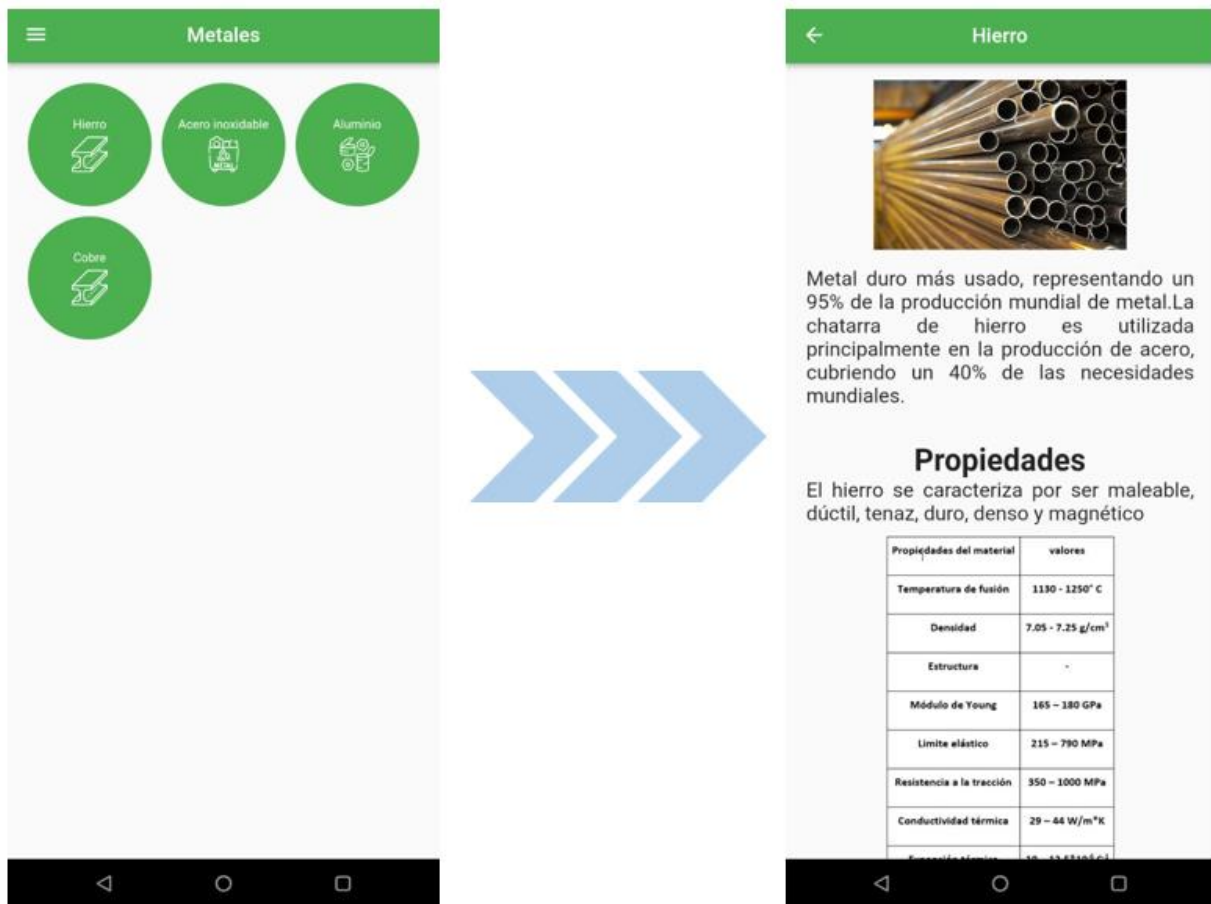 Metales
Hierro
Acero inoxidable
Aluminio
METAL
Cobre
Hierro
Metal duro más usado, representando un
95% de la producción mundial de metal.La
chatarra de hierro es utilizada
principalmente en la producción de acero,
cubriendo un 40% de las necesidades
mundiales.
Propiedades
El hierro se caracteriza por ser maleable,
dúctil, tenaz, duro, denso y magnético
Propiedades del material valores
Temperatura de fusión 1130 - 1250° C
Densidad 7.05 - 7.25 g/cm³
Estructura -
Módulo de Young 165 – 180 GPa
Limite elástico 215 – 790 MPa
Resistencia a la tracción 350 – 1000 MPa
Conductividad térmica 29 – 44 W/m°K